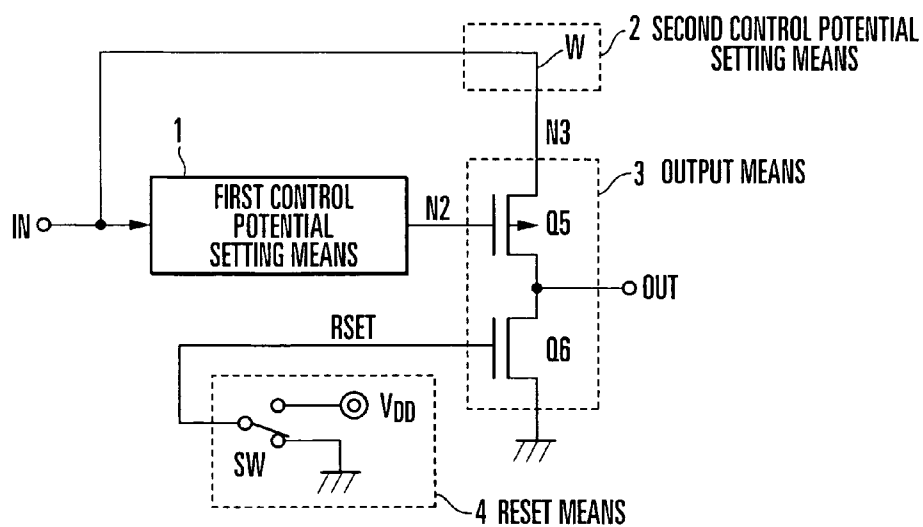 2 SECOND CONTROL POTENTIAL
SETTING MEANS
W
N3
1
3 OUTPUT MEANS
FIRST CONTROL
POTENTIAL
SETTING MEANS
IN
N2
Q5
OUT
RSET
Q6
VDD
SW
4 RESET MEANS